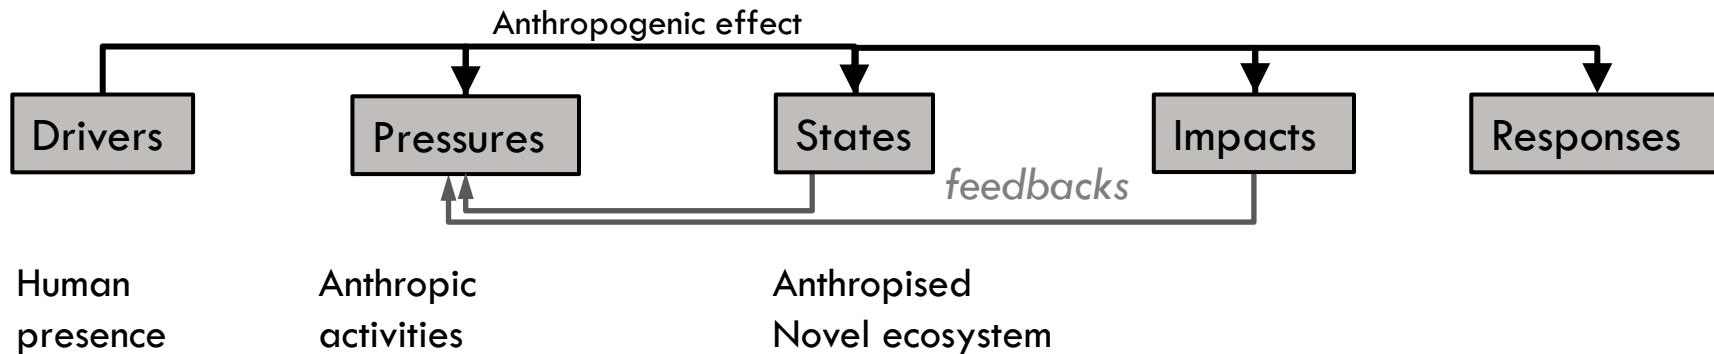 Anthropogenic effect
Drivers
Pressures
States
Impacts
Responses
feedbacks
Human
presence
Anthropic
activities
Anthropised
Novel ecosystem